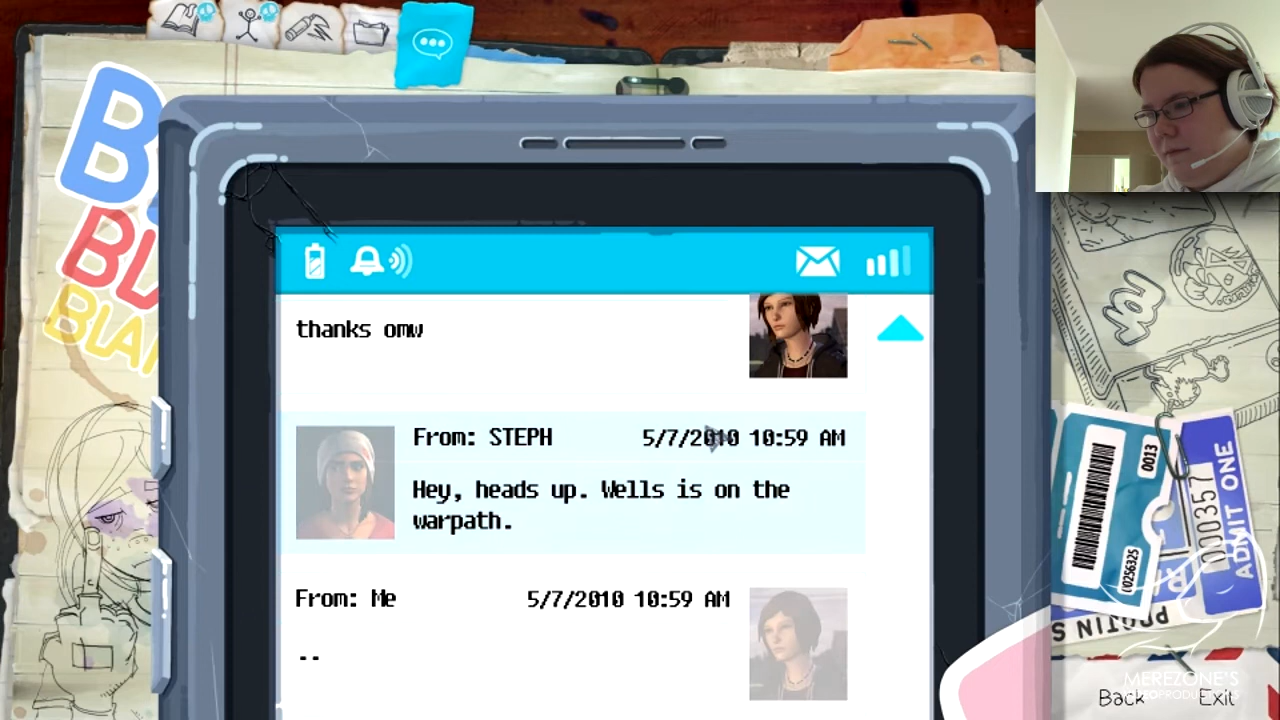 thanks omw
From: STEPH 5/7/2010 10:59 AM
Hey, heads up. Wells is on the
warpath.
From: Me 5/7/2010 10:59 AM
..
0013
00256325
000357
ADMIT ONE
MEREZONE'S
Back
Exit